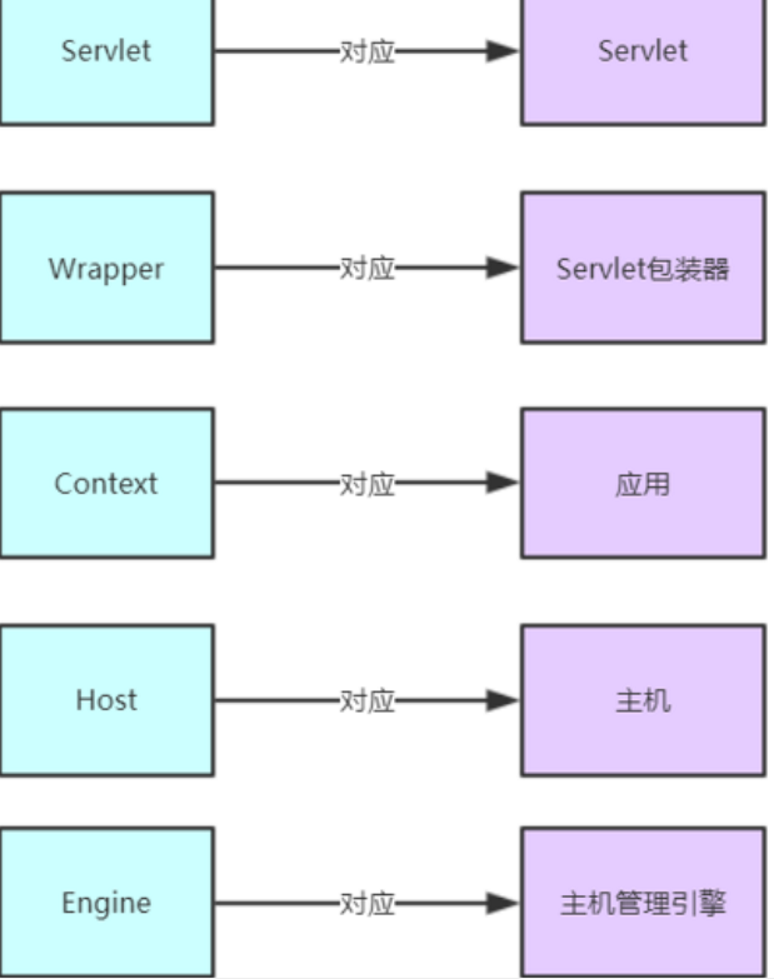 Servlet 对应 Servlet
Wrapper 对应 Servlet包装器
Context 对应 应用
Host 对应 主机
Engine 对应 主机管理引擎